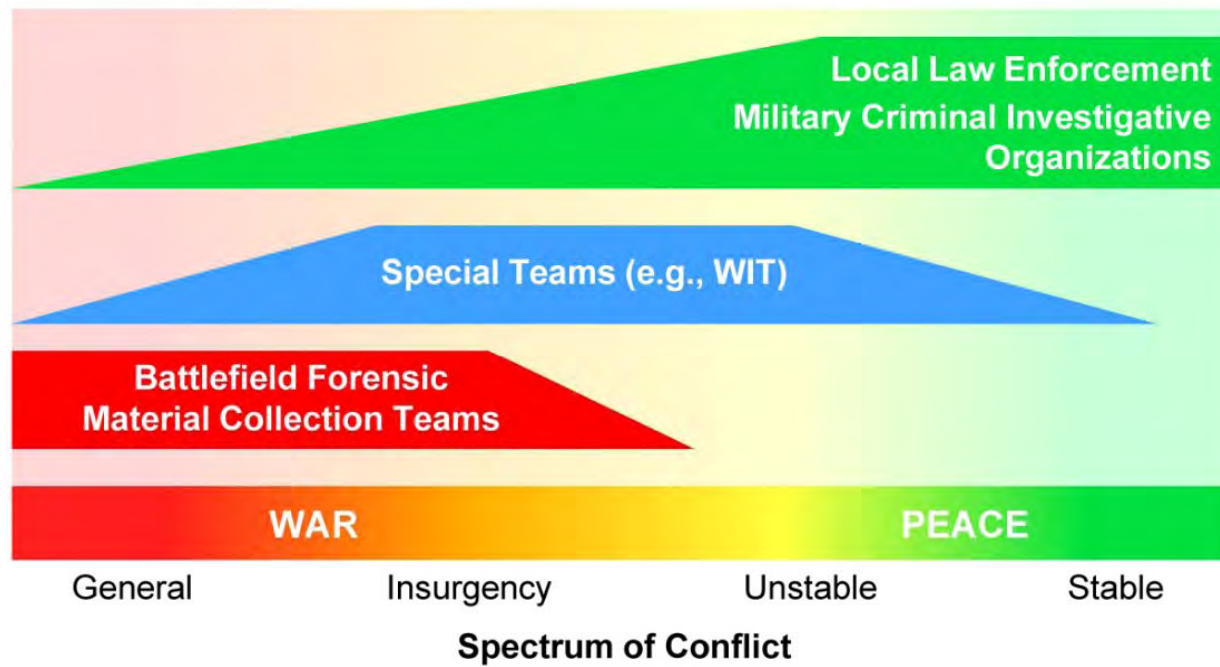 Local Law Enforcement
Military Criminal Investigative
Organizations
Special Teams (e.g., WIT)
Battlefield Forensic
Material Collection Teams
WAR PEACE
General Insurgency Unstable Stable
Spectrum of Conflict